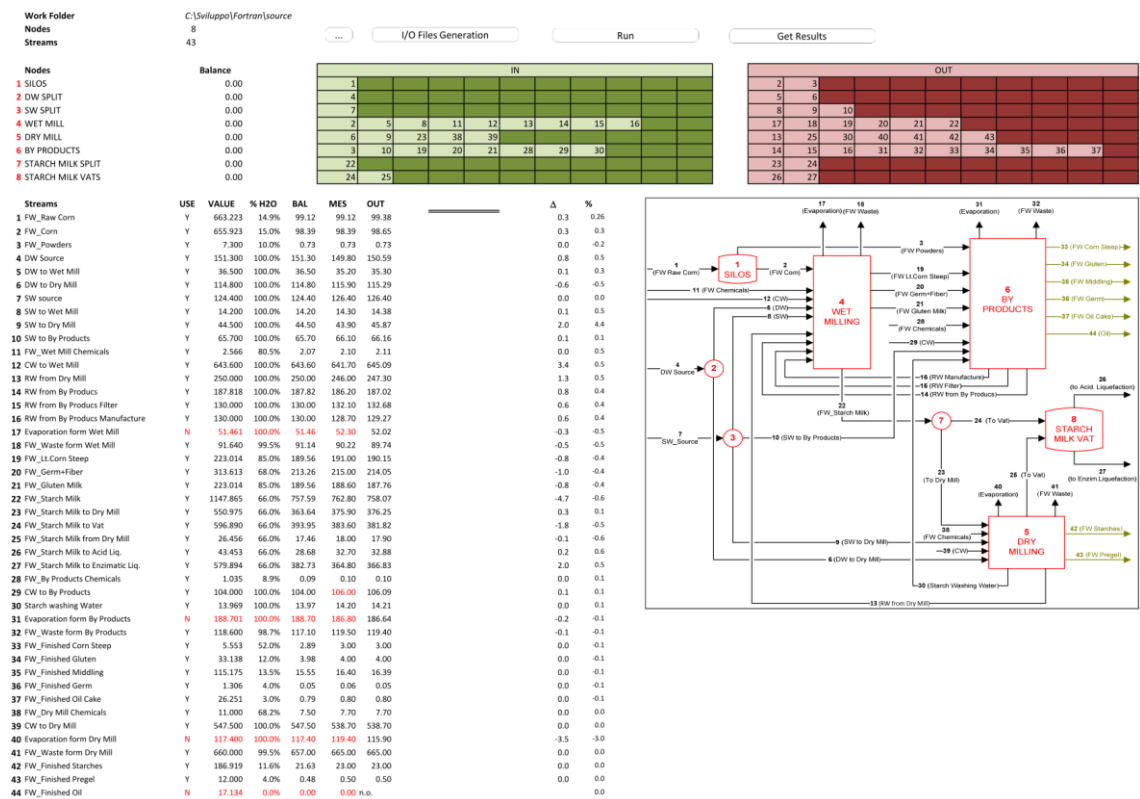 Work Folder C:\Sviluppo\Fortran\source
Nodes 8
Streams 43
... I/O Files Generation Run Get Results
Nodes Balance IN OUT
1 SILOS 0.00 1 2 3
2 DW SPLIT 0.00 4 5 6
3 SW SPLIT 0.00 7 8 9 10
4 WET MILL 0.00 2 5 8 11 12 13 14 15 16 17 18 19 20 21 22
5 DRY MILL 0.00 6 9 23 38 39 13 25 30 40 41 42 43
6 BY PRODUCTS 0.00 3 10 19 20 21 28 29 30 14 15 16 31 32 33 34 35 36 37
7 STARCH MILK SPLIT 0.00 22 23 24
8 STARCH MILK VATS 0.00 24 25 26 27
Streams USE VALUE % H2O BAL MES OUT Δ %
1 FW_Raw Corn Y 663.223 14.9% 99.12 99.12 99.38 0.3 0.26
2 FW_Corn Y 655.923 15.0% 98.39 98.39 98.65 0.3 0.3
3 FW_Powders Y 7.300 10.0% 0.73 0.73 0.73 0.0 -0.2
4 DW Source Y 151.300 100.0% 151.30 149.80 150.59 0.8 0.5
5 DW to Wet Mill Y 36.500 100.0% 36.50 35.20 35.30 0.1 0.3
6 DW to Dry Mill Y 114.800 100.0% 114.80 115.90 115.29 -0.6 -0.5
7 SW source Y 124.400 100.0% 124.40 126.40 126.40 0.0 0.0
8 SW to Wet Mill Y 14.200 100.0% 14.20 14.30 14.38 0.1 0.5
9 SW to Dry Mill Y 44.500 100.0% 44.50 43.90 45.87 2.0 4.4
10 SW to By Products Y 65.700 100.0% 65.70 66.10 66.16 0.1 0.1
11 FW_Wet Mill Chemicals Y 2.566 80.5% 2.07 2.10 2.11 0.0 0.5
12 CW to Wet Mill Y 643.600 100.0% 643.60 641.70 645.09 3.4 0.5
13 RW from Dry Mill Y 250.000 100.0% 250.00 246.00 247.30 1.3 0.5
14 RW from By Producs Y 187.818 100.0% 187.82 186.20 187.02 0.8 0.4
15 RW from By Producs Filter Y 130.000 100.0% 130.00 132.10 132.68 0.6 0.4
16 RW from By Producs Manufacture Y 130.000 100.0% 130.00 128.70 129.27 0.6 0.4
17 Evaporation form Wet Mill N 51.461 100.0% 51.46 52.30 52.02 -0.3 -0.5
18 FW_Waste form Wet Mill Y 91.640 99.5% 91.14 90.22 89.74 -0.5 -0.5
19 FW_Lt.Corn Steep Y 223.014 85.0% 189.56 191.00 190.15 -0.8 -0.4
20 FW_Germ+Fiber Y 313.613 68.0% 213.26 215.00 214.05 -1.0 -0.4
21 FW_Gluten Milk Y 223.014 85.0% 189.56 188.60 187.76 -0.8 -0.4
22 FW_Starch Milk Y 1147.865 66.0% 757.59 762.80 758.07 -4.7 -0.6
23 FW_Starch Milk to Dry Mill Y 550.975 66.0% 363.64 375.90 376.25 0.3 0.1
24 FW_Starch Milk to Vat Y 596.890 66.0% 393.95 383.60 381.82 -1.8 -0.5
25 FW_Starch Milk from Dry Mill Y 26.456 66.0% 17.46 18.00 17.90 -0.1 -0.6
26 FW_Starch Milk to Acid Liq. Y 43.453 66.0% 28.68 32.70 32.88 0.2 0.6
27 FW_Starch Milk to Enzimatic Liq. Y 579.894 66.0% 382.73 364.80 366.83 2.0 0.5
28 FW_By Products Chemicals Y 1.035 8.9% 0.09 0.10 0.10 0.0 0.1
29 CW to By Products Y 104.000 100.0% 104.00 106.00 106.09 0.1 0.1
30 Starch washing Water Y 13.969 100.0% 13.97 14.20 14.21 0.0 0.1
31 Evaporation form By Products N 188.701 100.0% 188.70 186.80 186.64 -0.2 -0.1
32 FW_Waste form By Products Y 118.600 98.7% 117.10 119.50 119.40 -0.1 -0.1
33 FW_Finished Corn Steep Y 5.553 52.0% 2.89 3.00 3.00 0.0 -0.1
34 FW_Finished Gluten Y 33.138 12.0% 3.98 4.00 4.00 0.0 -0.1
35 FW_Finished Middling Y 115.175 13.5% 15.55 16.40 16.39 0.0 -0.1
36 FW_Finished Germ Y 1.306 4.0% 0.05 0.06 0.05 0.0 -0.1
37 FW_Finished Oil Cake Y 26.251 3.0% 0.79 0.80 0.80 0.0 -0.1
38 FW_Dry Mill Chemicals Y 11.000 68.2% 7.50 7.70 7.70 0.0 0.0
39 CW to Dry Mill Y 547.500 100.0% 547.50 538.70 538.70 0.0 0.0
40 Evaporation form Dry Mill N 117.400 100.0% 117.40 119.40 115.90 -3.5 -3.0
41 FW_Waste form Dry Mill Y 660.000 99.5% 657.00 665.00 665.00 0.0 0.0
42 FW_Finished Starches Y 186.919 11.6% 21.63 23.00 23.00 0.0 0.0
43 FW_Finished Pregel Y 12.000 4.0% 0.48 0.50 0.50 0.0 0.0
44 FW_Finished Oil N 17.134 0.0% 0.00 0.00 n.o. 0.0
17
(Evaporation)
18
(FW Waste)
31
(Evaporation)
32
(FW Waste)
3
(FW Powders)
33 (FW Corn Steep)
1
(FW Raw Corn)
1
SILOS
2
(FW Corn)
34 (FW Gluten)
19
(FW Lt.Corn Steep)
35 (FW Middling)
11 (FW Chemicals)
20
(FW Germ+Fiber)
6
BY
PRODUCTS
12 (CW)
36 (FW Germ)
6 (DW)
4
WET
MILLING
21
(FW Gluten Milk)
8 (SW)
37 (FW Oil Cake)
28
(FW Chemicals)
44 (Oil)
29 (CW)
4
DW Source
2
16 (RW Manufacture)
15 (RW Filter)
14 (RW from By Products)
26
(to Acid. Liquefaction)
22
(FW_Starch Milk)
7
24 (To Vat)
8
STARCH
MILK VAT
7
SW_Source
3
10 (SW to By Products)
23
(To Dry Mill)
25 (To Vat)
27
(to Enzim.Liquefaction)
40
(Evaporation)
41
(FW Waste)
38
(FW Chemicals)
42 (FW Starches)
9 (SW to Dry Mill)
39 (CW)
5
DRY
MILLING
6 (DW to Dry Mill)
43 (FW Pregel)
30 (Starch Washing Water)
13 (RW from Dry Mill)